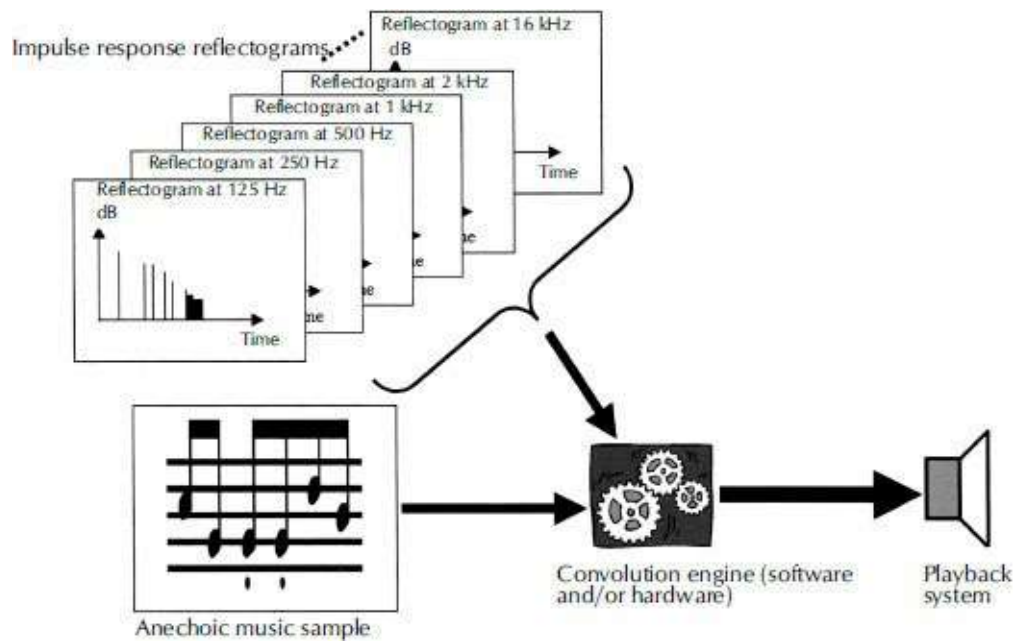 Reflectogram at 16 kHz
Impulse response reflectograms
dB
Reflectogram at 2 kHz
Reflectogram at 1 kHz
Reflectogram at 500 Hz
Reflectogram at 250 Hz
Reflectogram at 125 Hz
dB
Time
Time
Convolution engine (software
and/or hardware)
Playback
system
Anechoic music sample